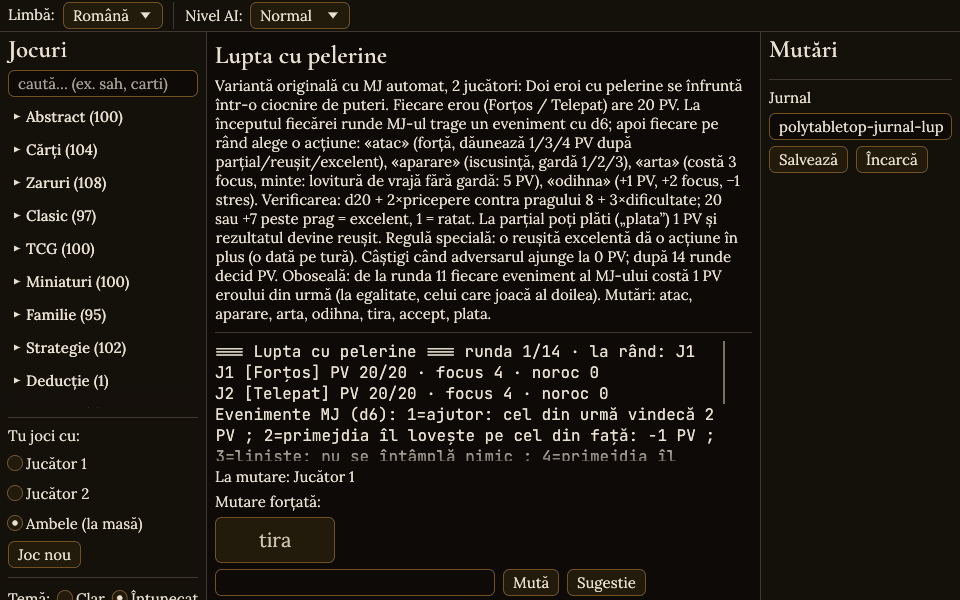 Limbă: Română ▼ Nivel AI: Normal ▼
Jocuri
caută... (ex. sah, carti)
▸ Abstract (100)
▸ Cărți (104)
▸ Zaruri (108)
▸ Clasic (97)
▸ TCG (100)
▸ Miniaturi (100)
▸ Familie (95)
▸ Strategie (102)
▸ Deducție (1)
Tu joci cu:
Jucător 1
Jucător 2
Ambele (la masă)
Joc nou
Temă: Clar Întunecat
Lupta cu pelerine
Variantă originală cu MJ automat, 2 jucători: Doi eroi cu pelerine se înfruntă
într-o ciocnire de puteri. Fiecare erou (Forțos / Telepat) are 20 PV. La
începutul fiecărei runde MJ-ul trage un eveniment cu d6; apoi fiecare pe
rând alege o acțiune: «atac» (forță, dăunează 1/3/4 PV după
parțial/reușit/excelent), «aparare» (iscusință, gardă 1/2/3), «arta» (costă 3
focus, minte: lovitură de vrajă fără gardă: 5 PV), «odihna» (+1 PV, +2 focus, −1
stres). Verificarea: d20 + 2×pricepere contra pragului 8 + 3×dificultate; 20
sau +7 peste prag = excelent, 1 = ratat. La parțial poți plăti („plata”) 1 PV și
rezultatul devine reușit. Regulă specială: o reușită excelentă dă o acțiune în
plus (o dată pe tură). Câștigi când adversarul ajunge la 0 PV; după 14 runde
decid PV. Oboseală: de la runda 11 fiecare eveniment al MJ-ului costă 1 PV
eroului din urmă (la egalitate, celui care joacă al doilea). Mutări: atac,
aparare, arta, odihna, tira, accept, plata.
=== Lupta cu pelerine === runda 1/14 · la rând: J1
J1 [Forțos] PV 20/20 · focus 4 · noroc 0
J2 [Telepat] PV 20/20 · focus 4 · noroc 0
Evenimente MJ (d6): 1=ajutor: cel din urmă vindecă 2
PV ; 2=primejdia îl lovește pe cel din față: -1 PV ;
3=liniște: nu se întâmplă nimic ; 4=primejdia îl
La mutare: Jucător 1
Mutare forțată:
tira
Mută Sugestie
Mutări
Jurnal
polytabletop-jurnal-lup
Salvează Încarcă